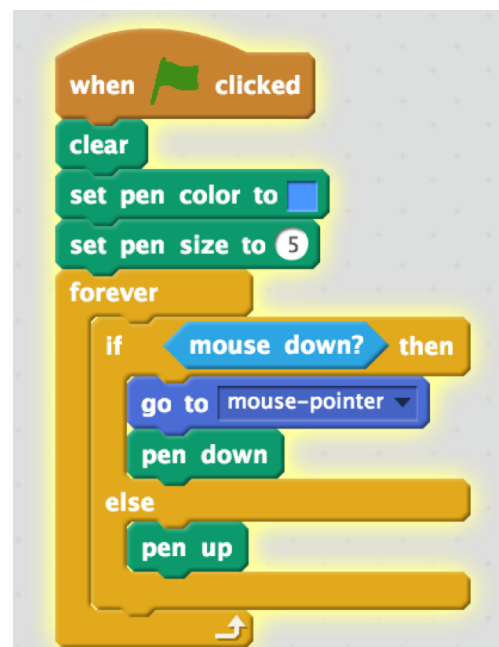 when clicked
clear
set pen color to
set pen size to 5
forever
if mouse down? then
go to mouse-pointer
pen down
else
pen up